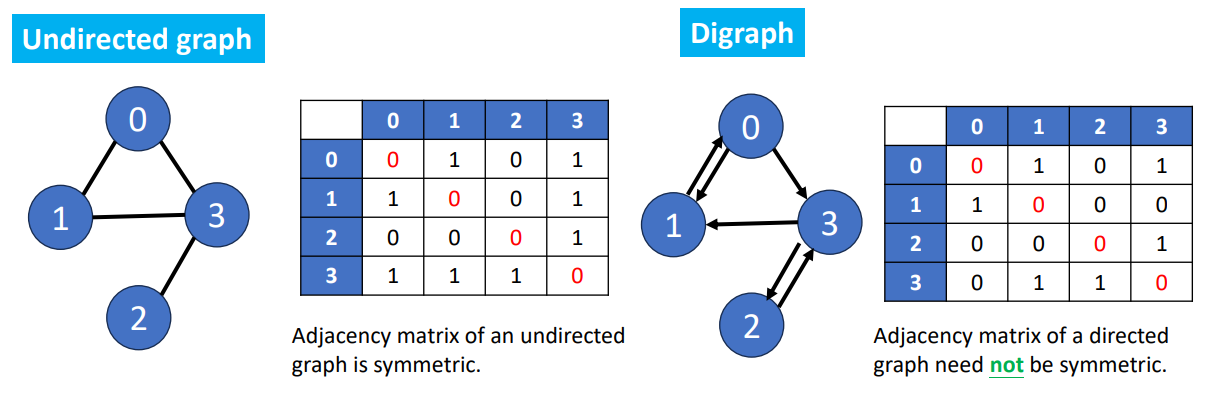 Undirected graph
0
1
3
2
0 1 2 3
0 0 1 0 1
1 1 0 0 1
2 0 0 0 1
3 1 1 1 0
Adjacency matrix of an undirected
graph is symmetric.
Digraph
0
1
3
2
0 1 2 3
0 0 1 0 1
1 1 0 0 0
2 0 0 0 1
3 0 1 1 0
Adjacency matrix of a directed
graph need not be symmetric.